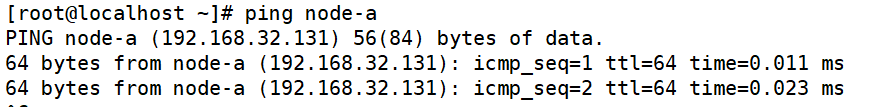 [root@localhost ~]# ping node-a
PING node-a (192.168.32.131) 56(84) bytes of data.
64 bytes from node-a (192.168.32.131): icmp_seq=1 ttl=64 time=0.011 ms
64 bytes from node-a (192.168.32.131): icmp_seq=2 ttl=64 time=0.023 ms